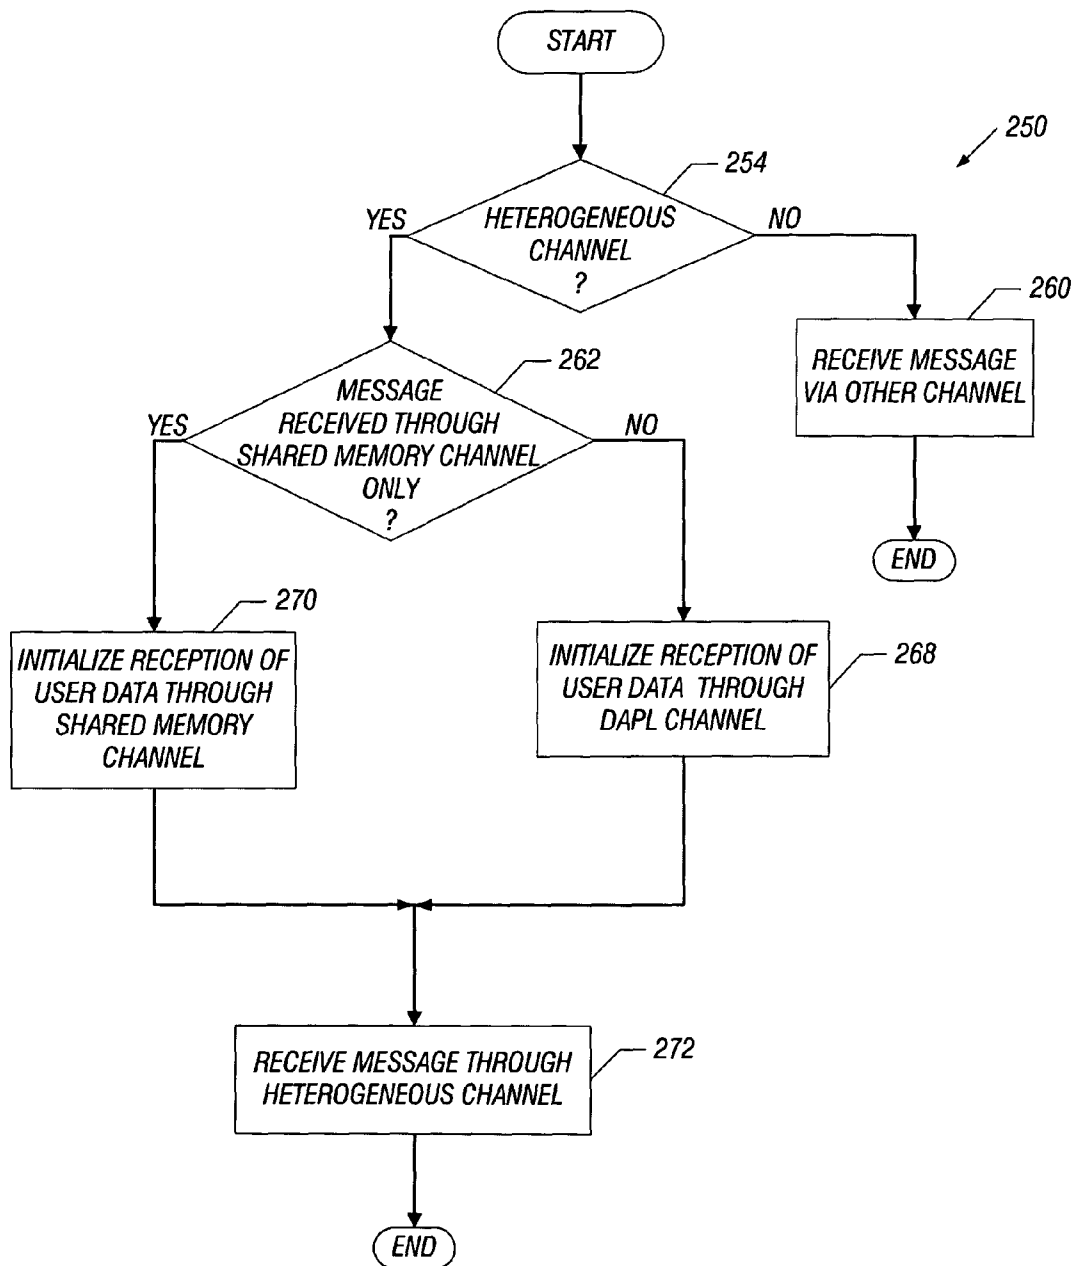 START
250
254
YES
HETEROGENEOUS
CHANNEL
?
NO
260
RECEIVE MESSAGE
VIA OTHER CHANNEL
END
262
YES
MESSAGE
RECEIVED THROUGH
SHARED MEMORY CHANNEL
ONLY
?
NO
270
INITIALIZE RECEPTION OF
USER DATA THROUGH
SHARED MEMORY
CHANNEL
268
INITIALIZE RECEPTION OF
USER DATA THROUGH
DAPL CHANNEL
272
RECEIVE MESSAGE THROUGH
HETEROGENEOUS CHANNEL
END